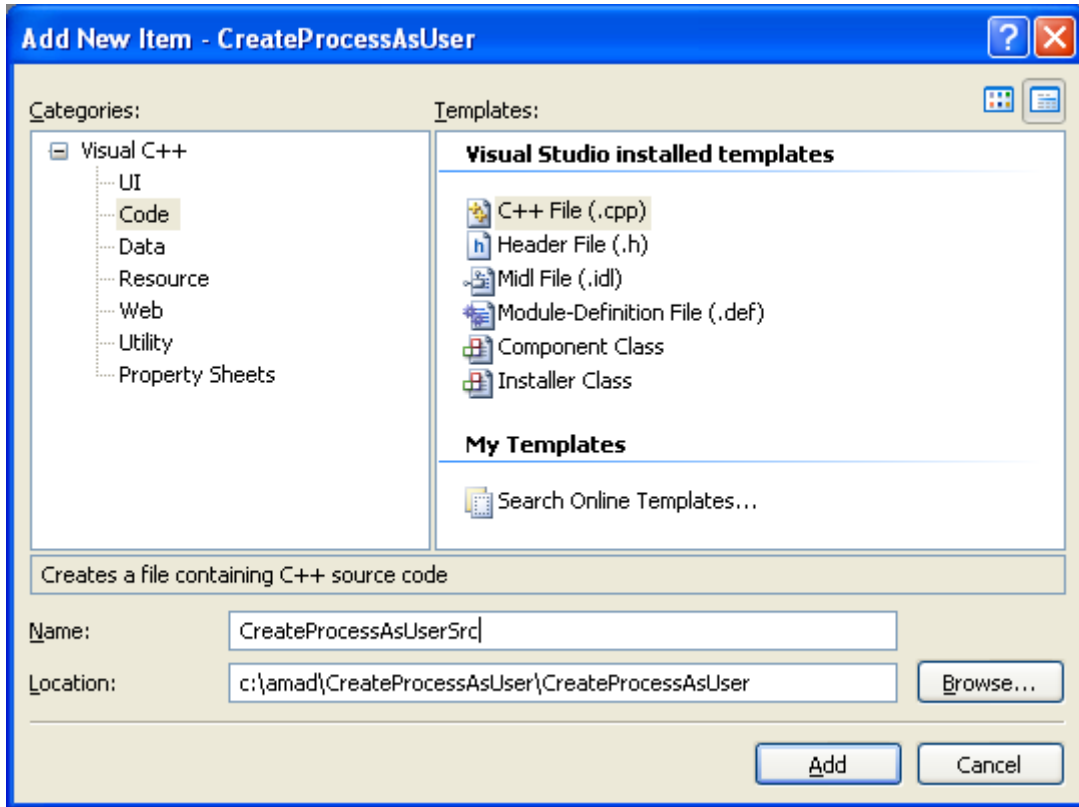 Add New Item - CreateProcessAsUser
Categories:
Visual C++
UI
Code
Data
Resource
Web
Utility
Property Sheets
Templates:
Visual Studio installed templates
C++ File (.cpp)
Header File (.h)
Midl File (.idl)
Module-Definition File (.def)
Component Class
Installer Class
My Templates
Search Online Templates...
Creates a file containing C++ source code
Name: CreateProcessAsUserSrc
Location: c:\amad\CreateProcessAsUser\CreateProcessAsUser Browse...
Add Cancel